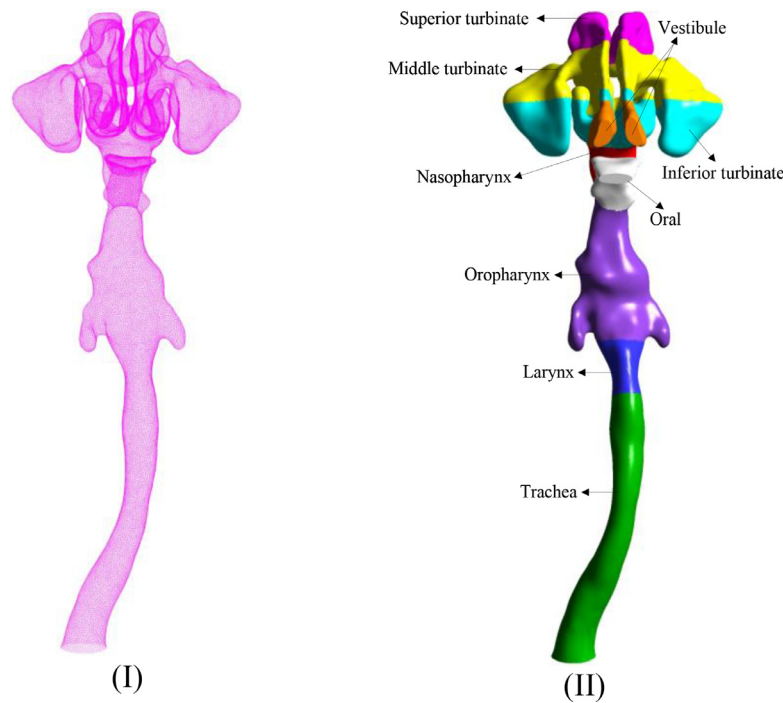 Superior turbinate
Vestibule
Middle turbinate
Nasopharynx
Inferior turbinate
Oral
Oropharynx
Larynx
Trachea
(I)
(II)